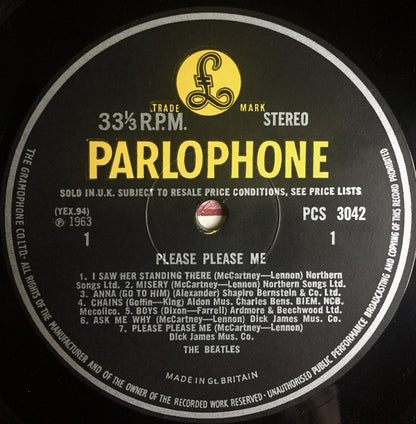 £
TRADE MARK
33⅓ R.P.M. STEREO
PARLOPHONE
SOLD IN U.K. SUBJECT TO RESALE PRICE CONDITIONS, SEE PRICE LISTS
(YEX.94) PCS 3042
℗ 1963
1 1
PLEASE PLEASE ME
1. I SAW HER STANDING THERE (McCartney—Lennon) Northern
Songs Ltd. 2. MISERY (McCartney—Lennon) Northern Songs Ltd.
3. ANNA (GO TO HIM) (Alexander) Shapiro Bernstein & Co. Ltd.
4. CHAINS (Goffin—King) Aldon Mus. Charles Bens. BIEM. NCB.
Mecolico. 5. BOYS (Dixon—Farrell) Ardmore & Beechwood Ltd.
6. ASK ME WHY (McCartney—Lennon) Dick James Mus. Co.
7. PLEASE PLEASE ME (McCartney—Lennon)
Dick James Mus. Co.
THE BEATLES
MADE IN GT. BRITAIN
THE GRAMOPHONE CO LTD· ALL RIGHTS OF THE MANUFACTURER AND OF THE OWNER OF THE RECORDED WORK RESERVED · UNAUTHORISED PUBLIC PERFORMANCE BROADCASTING AND COPYING OF THIS RECORD PROHIBITED